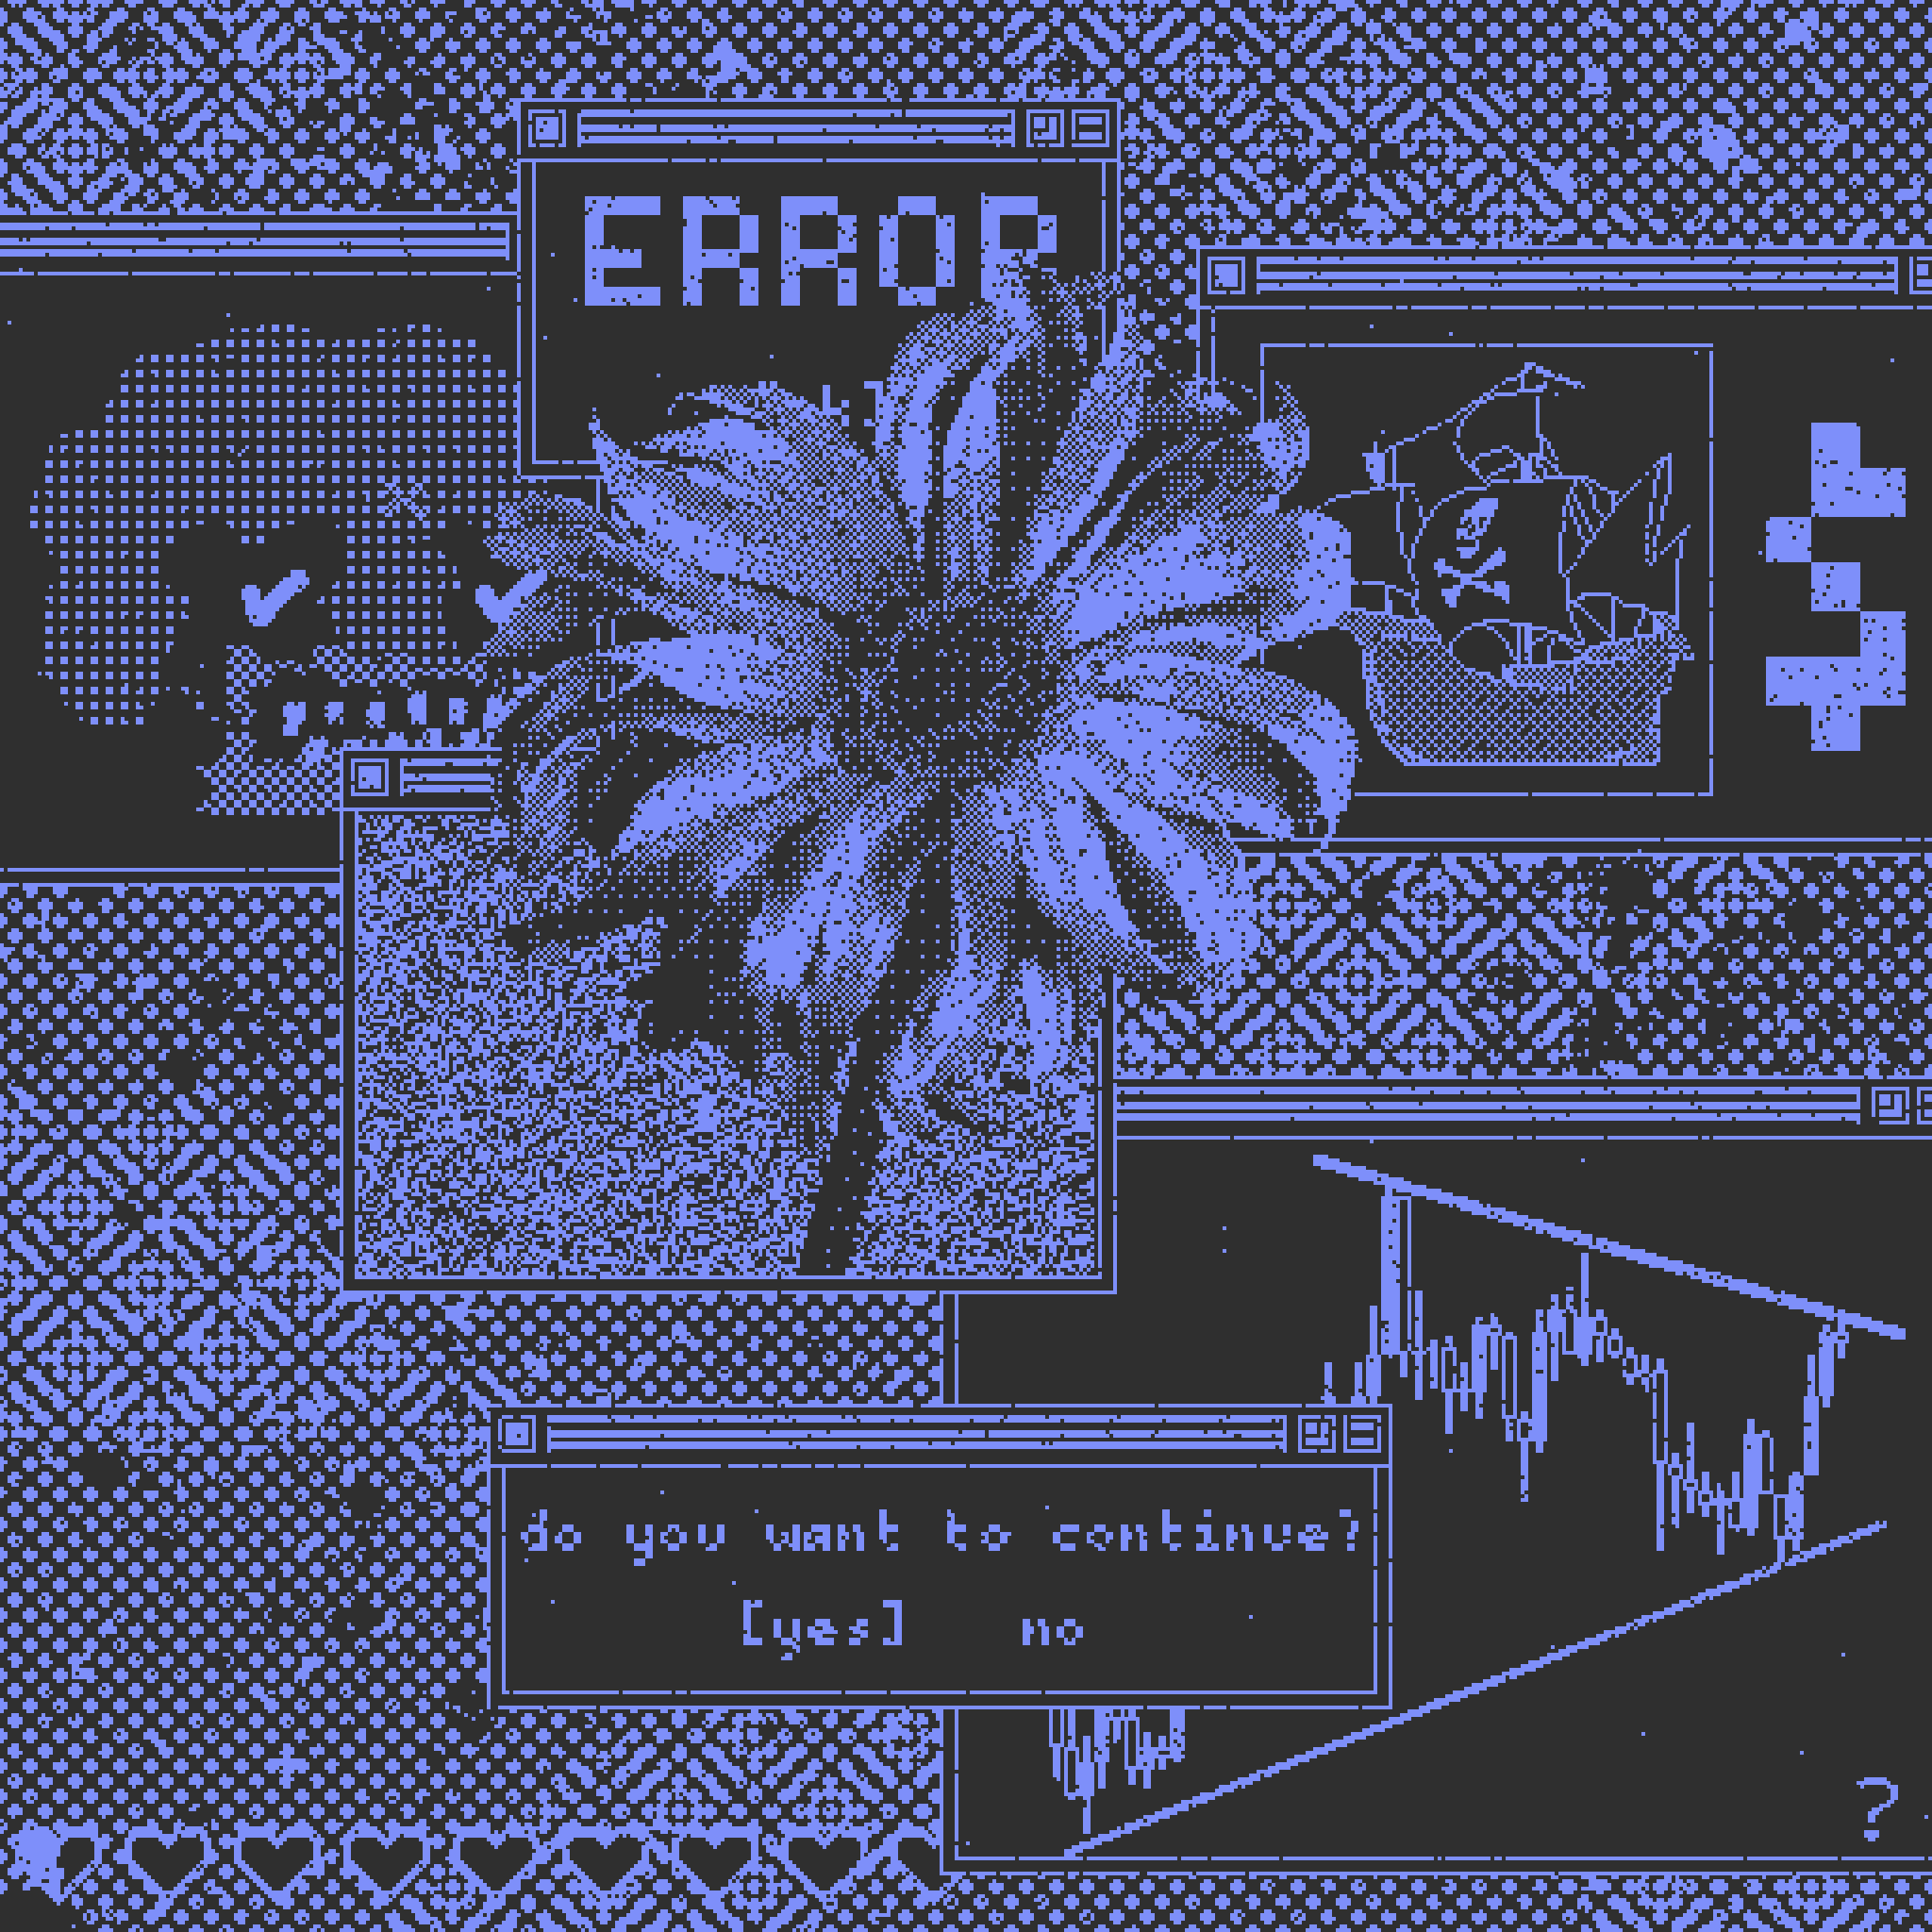 ERROR
do you want to continue?
[yes] no
?